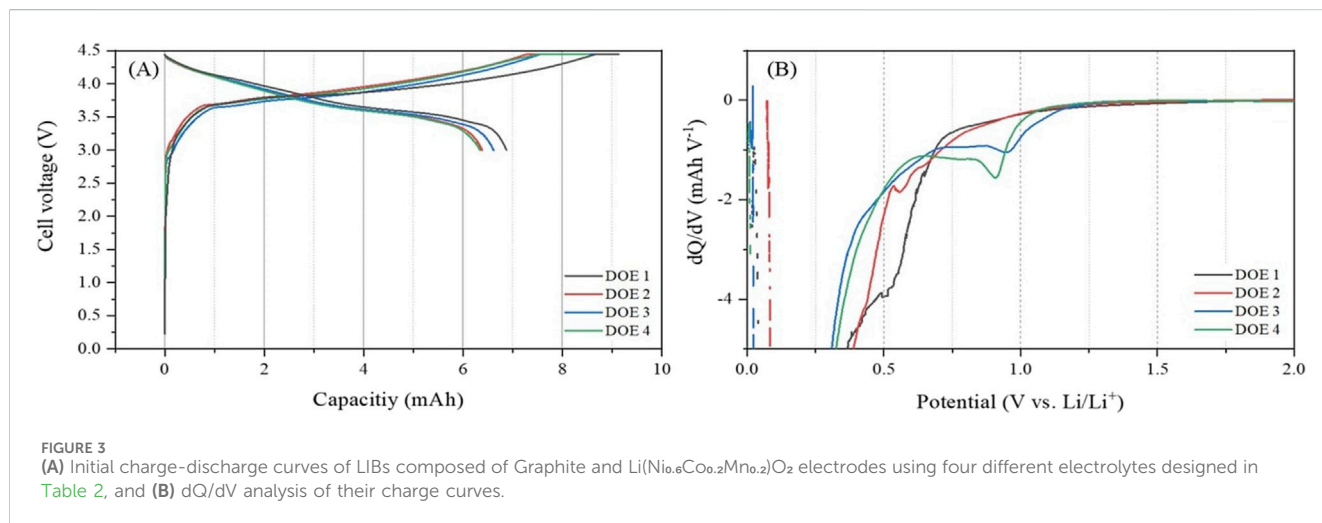 (A)
4.5
4.0
3.5
3.0
2.5
2.0
1.5
1.0
0.5
0.0
Cell voltage (V)
0 2 4 6 8 10
Capacitiy (mAh)
DOE 1
DOE 2
DOE 3
DOE 4
(B)
0
-2
-4
dQ/dV (mAh V⁻¹)
0.0 0.5 1.0 1.5 2.0
Potential (V vs. Li/Li⁺)
DOE 1
DOE 2
DOE 3
DOE 4
FIGURE 3
(A) Initial charge-discharge curves of LIBs composed of Graphite and Li(Ni₀.₆Co₀.₂Mn₀.₂)O₂ electrodes using four different electrolytes designed in
Table 2, and (B) dQ/dV analysis of their charge curves.